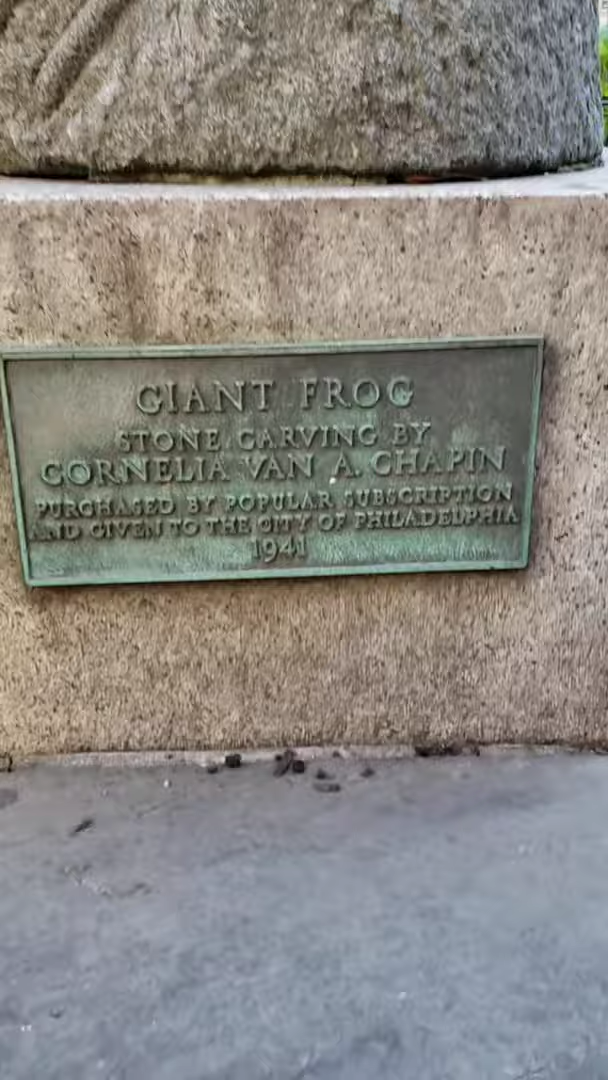 GIANT FROG
STONE CARVING BY
CORNELIA VAN A. CHAPIN
PURCHASED BY POPULAR SUBSCRIPTION
AND GIVEN TO THE CITY OF PHILADELPHIA
1941